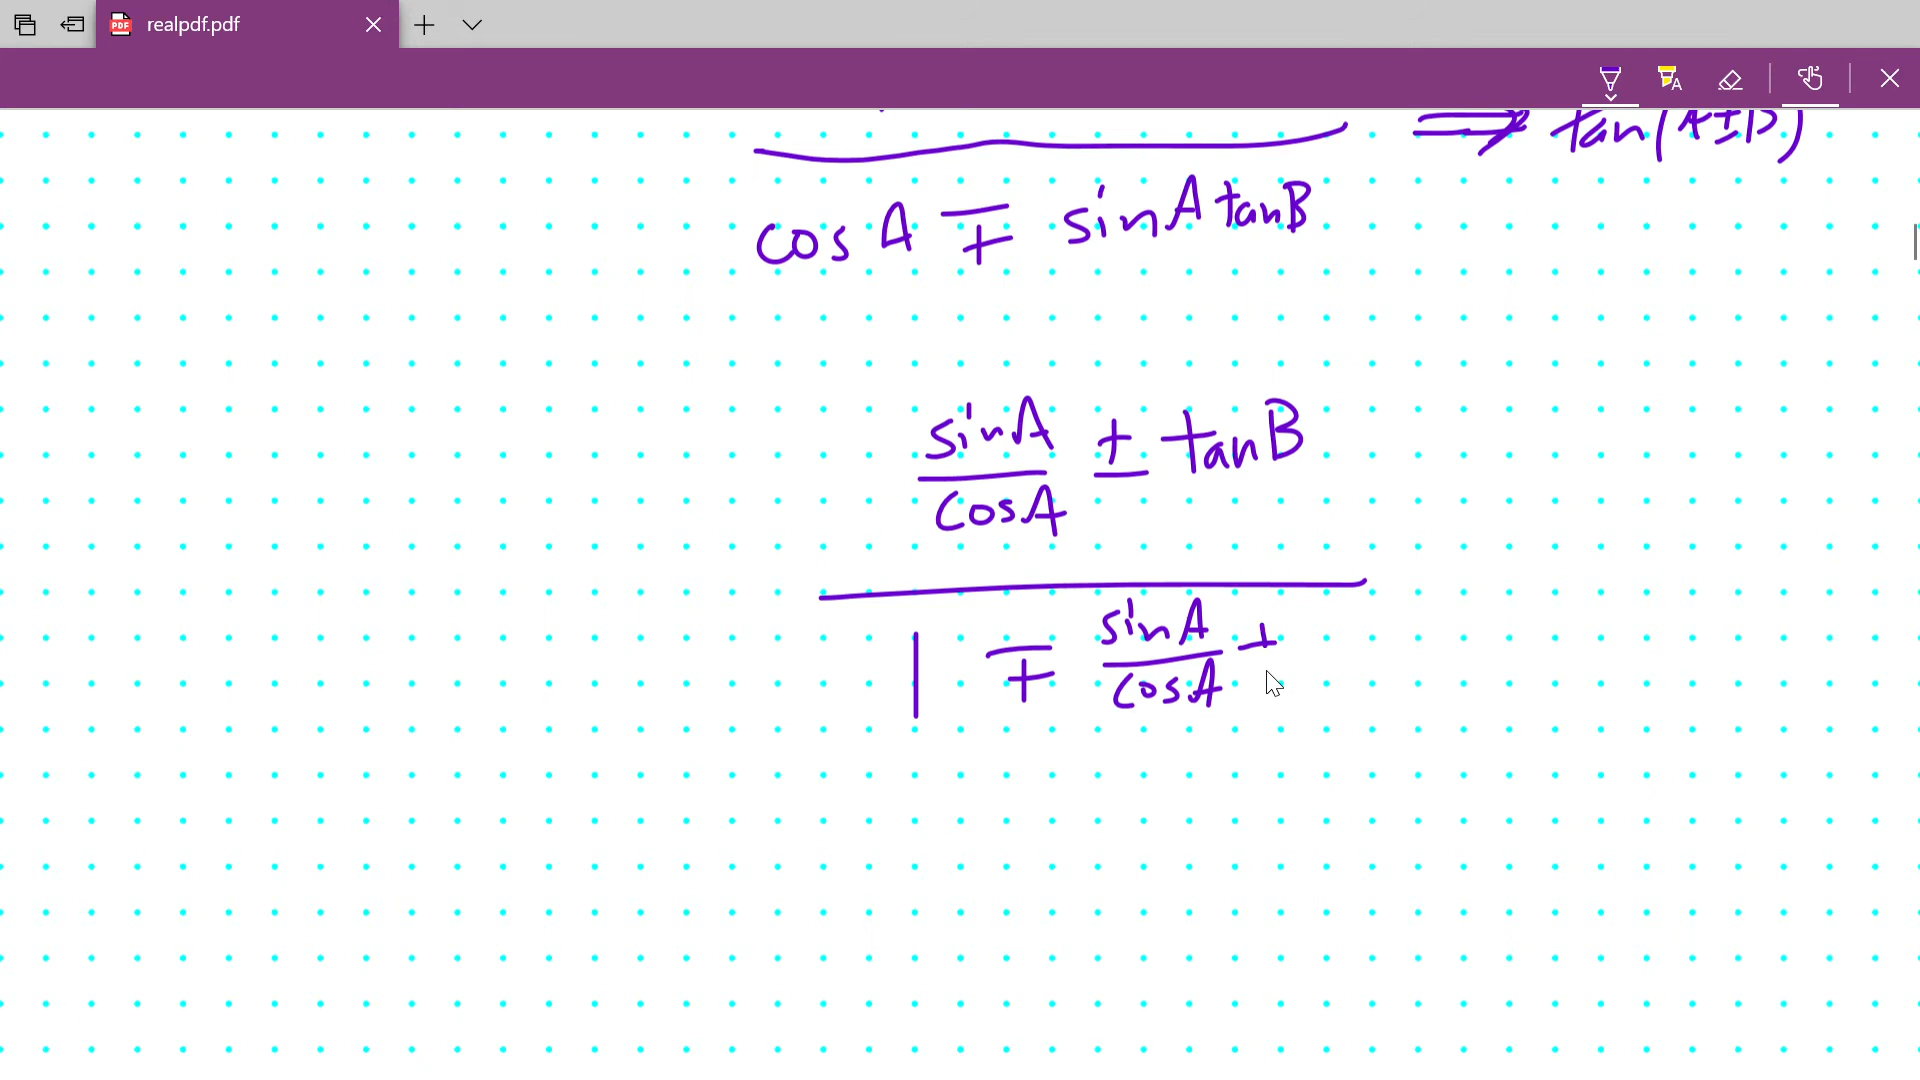 realpdf.pdf
⇒ tan(A±B)
cos A ∓ sinA tanB
sinA/cosA ± tanB
1 ∓ sinA/cosA t